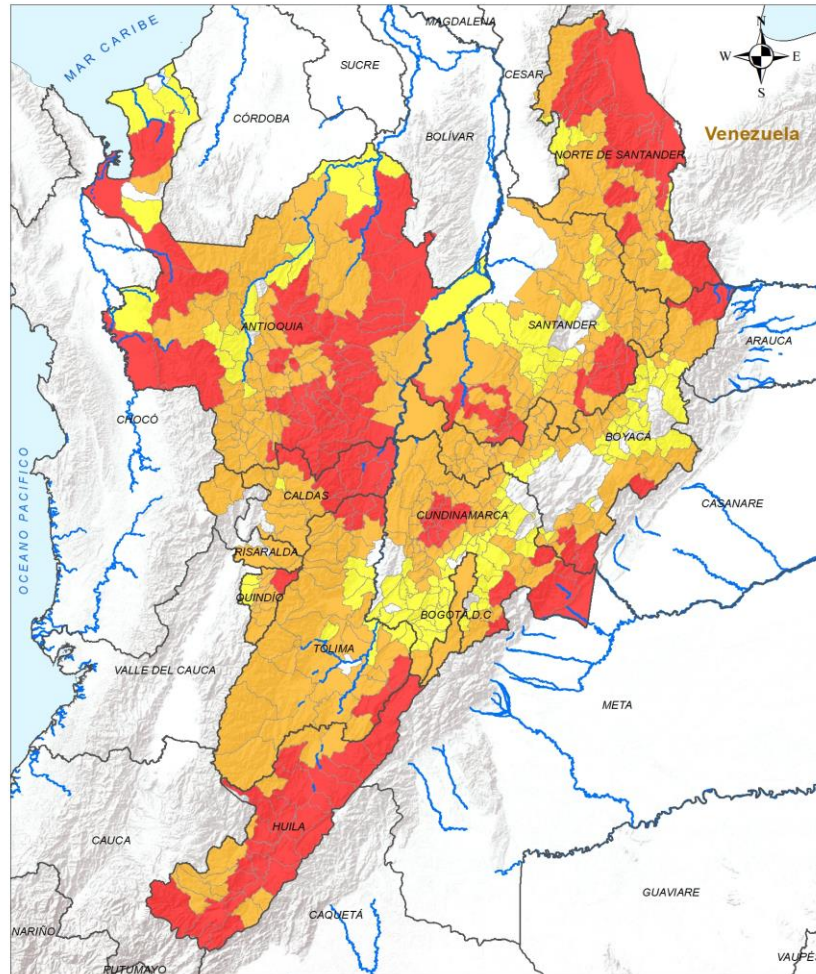 MAGDALENA
MAR CARIBE
N
SUCRE
W
E
CESAR
S
CÓRDOBA
BOLÍVAR
Venezuela
NORTE DE SANTANDER
ANTIOQUIA
SANTANDER
ARAUCA
CHOCÓ
BOYACÁ
OCEANO PACIFICO
CALDAS
CASANARE
CUNDINAMARCA
RISARALDA
QUINDÍO
BOGOTÁ D.C
TOLIMA
VALLE DEL CAUCA
META
HUILA
CAUCA
GUAVIARE
CAQUETÁ
NARIÑO
PUTUMAYO
VAUPÉS